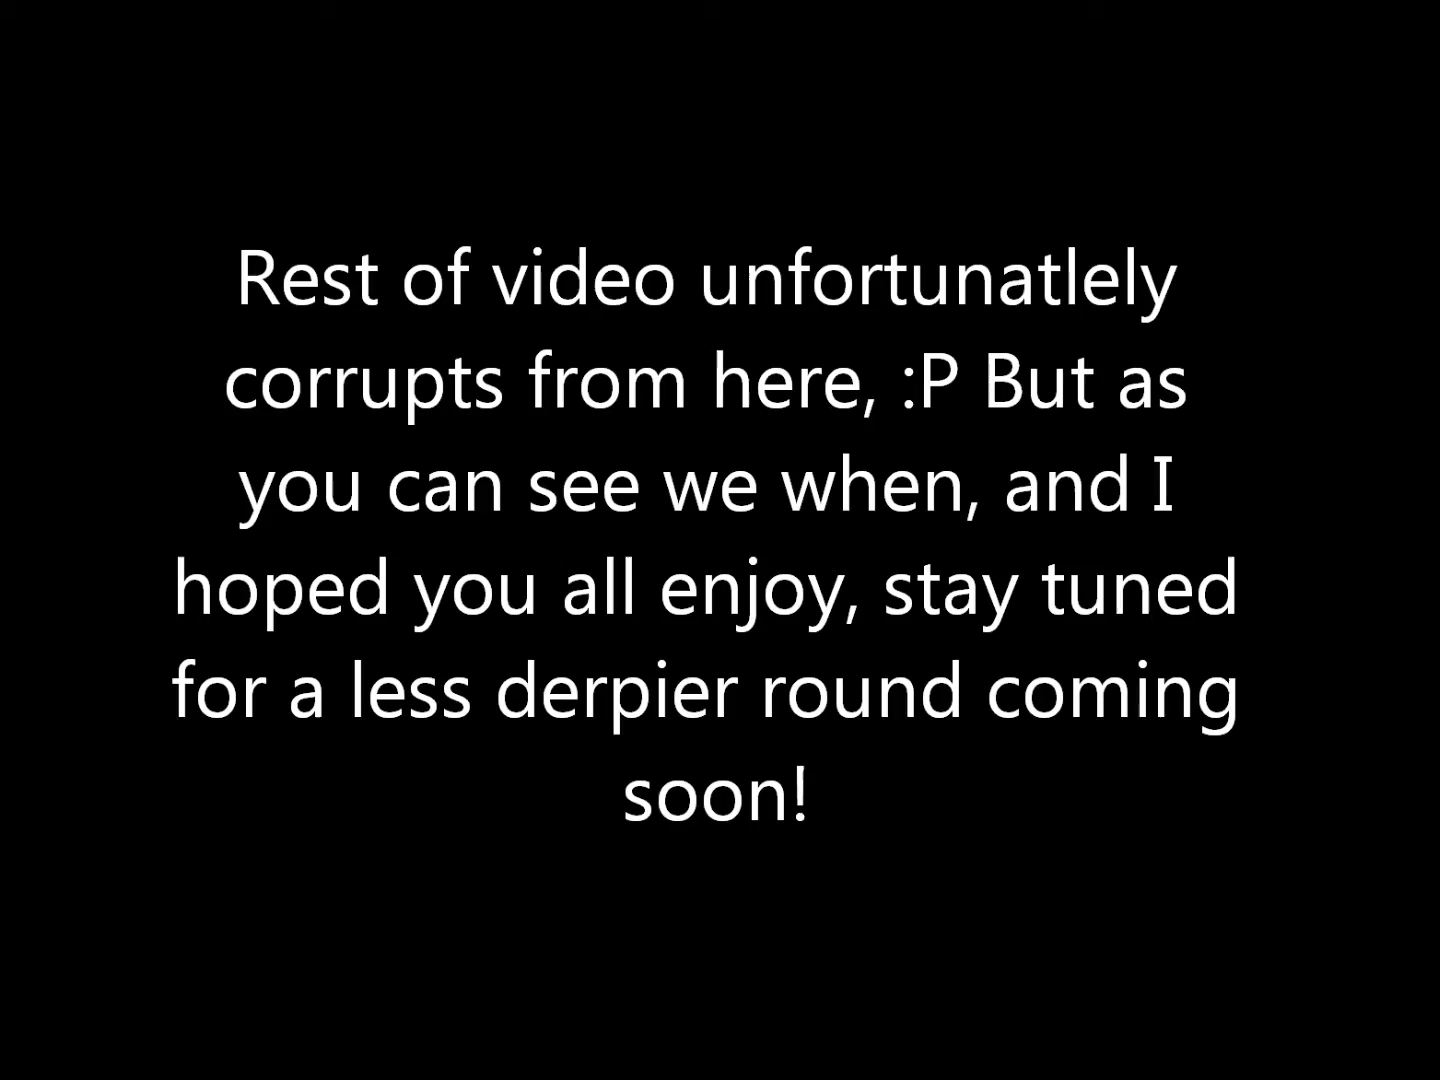 Rest of video unfortunatlely
corrupts from here, :P But as
you can see we when, and I
hoped you all enjoy, stay tuned
for a less derpier round coming
soon!